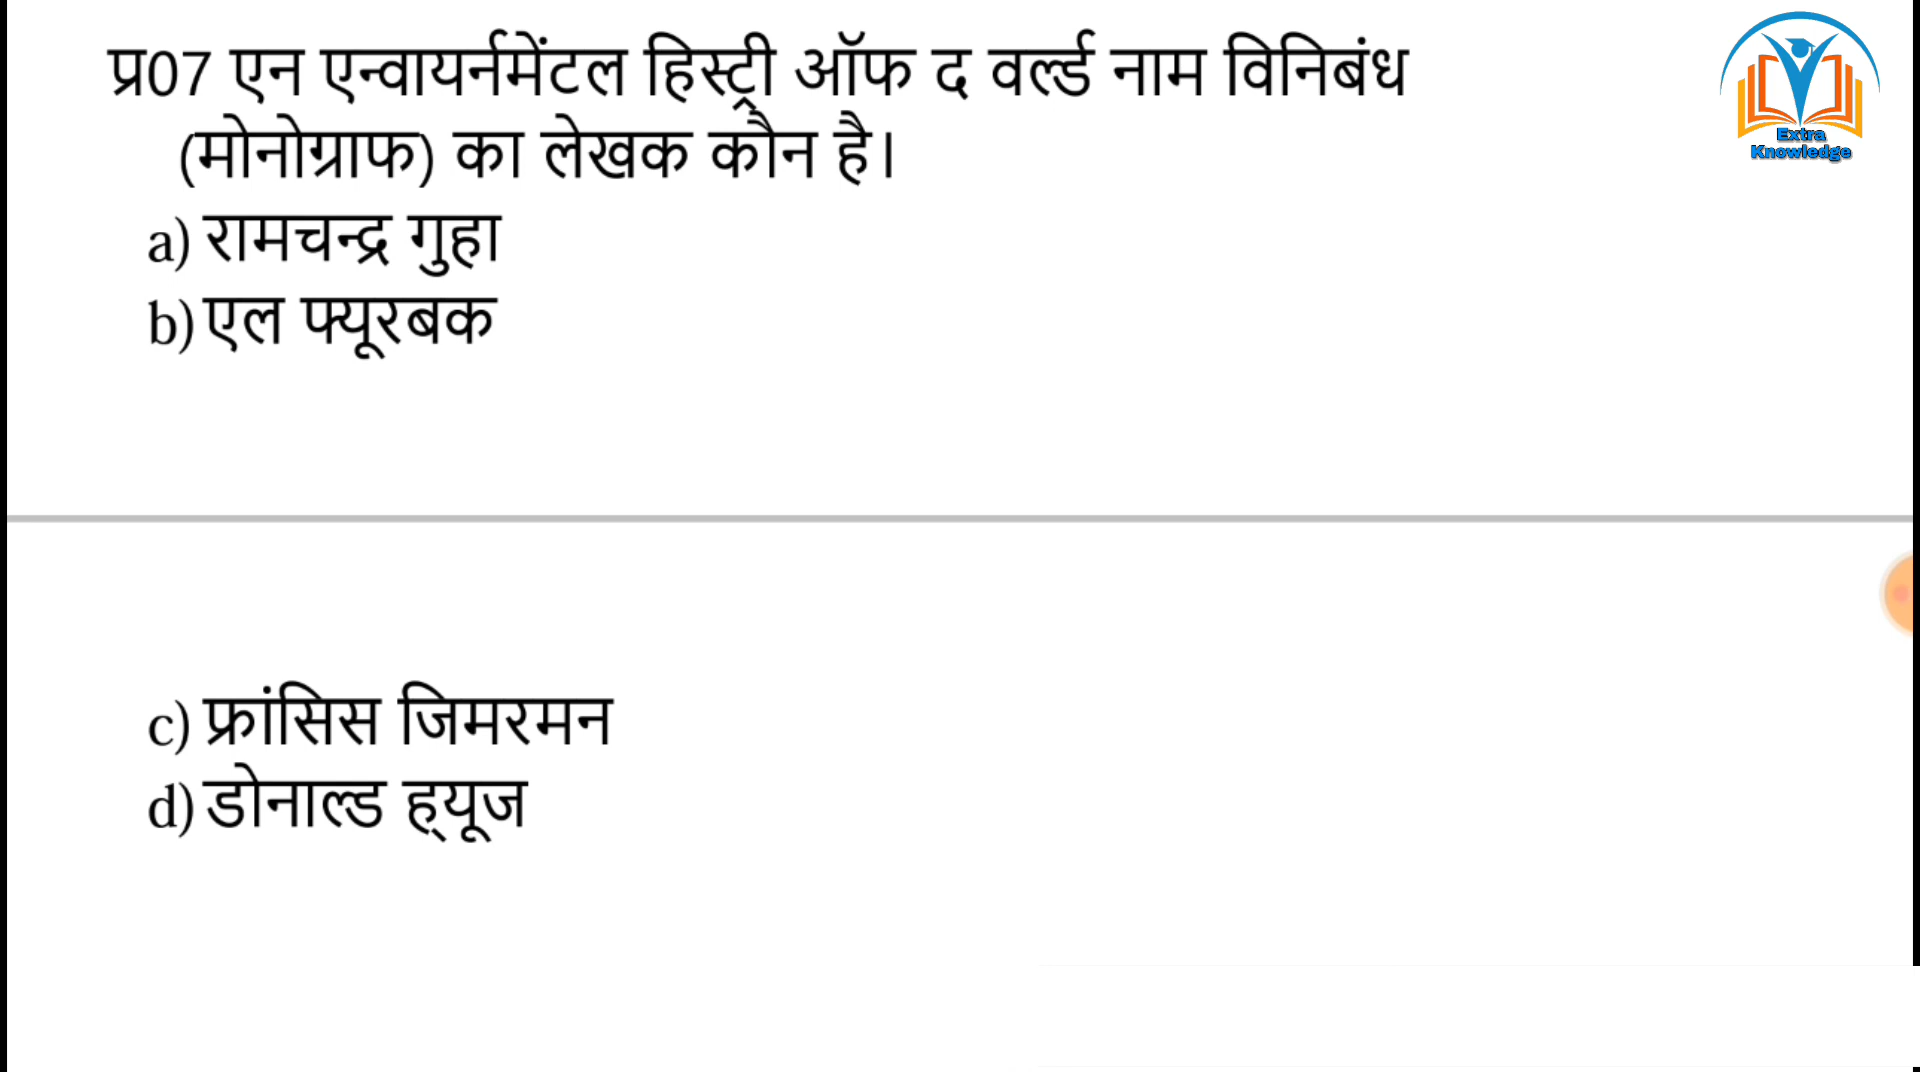 प्र07 एन एन्वायर्नमेंटल हिस्ट्री ऑफ द वर्ल्ड नाम विनिबंध
(मोनोग्राफ) का लेखक कौन है।
a) रामचन्द्र गुहा
b) एल फ्यूरबक
c) फ्रांसिस जिमरमन
d) डोनाल्ड ह्यूज
Extra
Knowledge